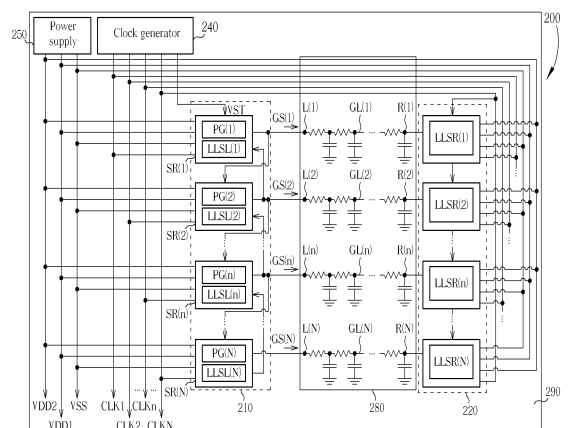 200
250
Power supply
Clock generator
240
VST
PG(1)
LLSL(1)
SR(1)
GS(1)
L(1)
GL(1)
R(1)
LLSR(1)
PG(2)
LLSL(2)
SR(2)
GS(2)
L(2)
GL(2)
R(2)
LLSR(2)
PG(n)
LLSL(n)
SR(n)
GS(n)
L(n)
GL(n)
R(n)
LLSR(n)
PG(N)
LLSL(N)
SR(N)
GS(N)
L(N)
GL(N)
R(N)
LLSR(N)
VDD2
VDD1
VSS
CLK1
CLK2
CLKn
CLKN
210
280
220
290